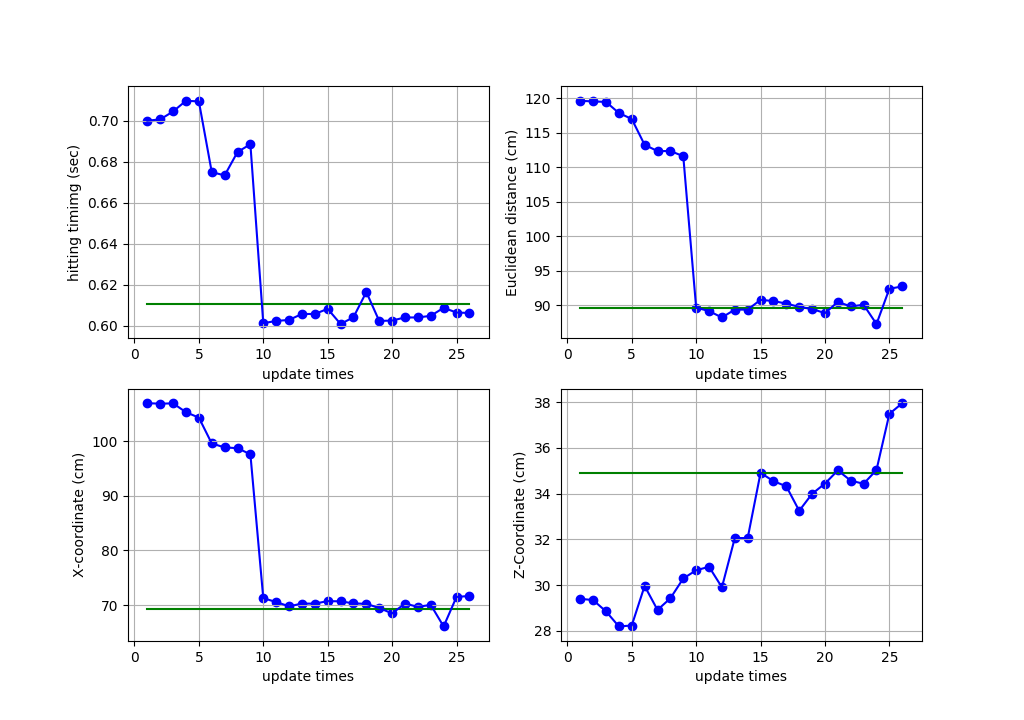 0.70
0.68
0.66
0.64
0.62
0.60
hitting timimg (sec)
0 5 10 15 20 25
update times
120
115
110
105
100
95
90
Euclidean distance (cm)
0 5 10 15 20 25
update times
100
90
80
70
X-coordinate (cm)
0 5 10 15 20 25
update times
38
36
34
32
30
28
Z-Coordinate (cm)
0 5 10 15 20 25
update times